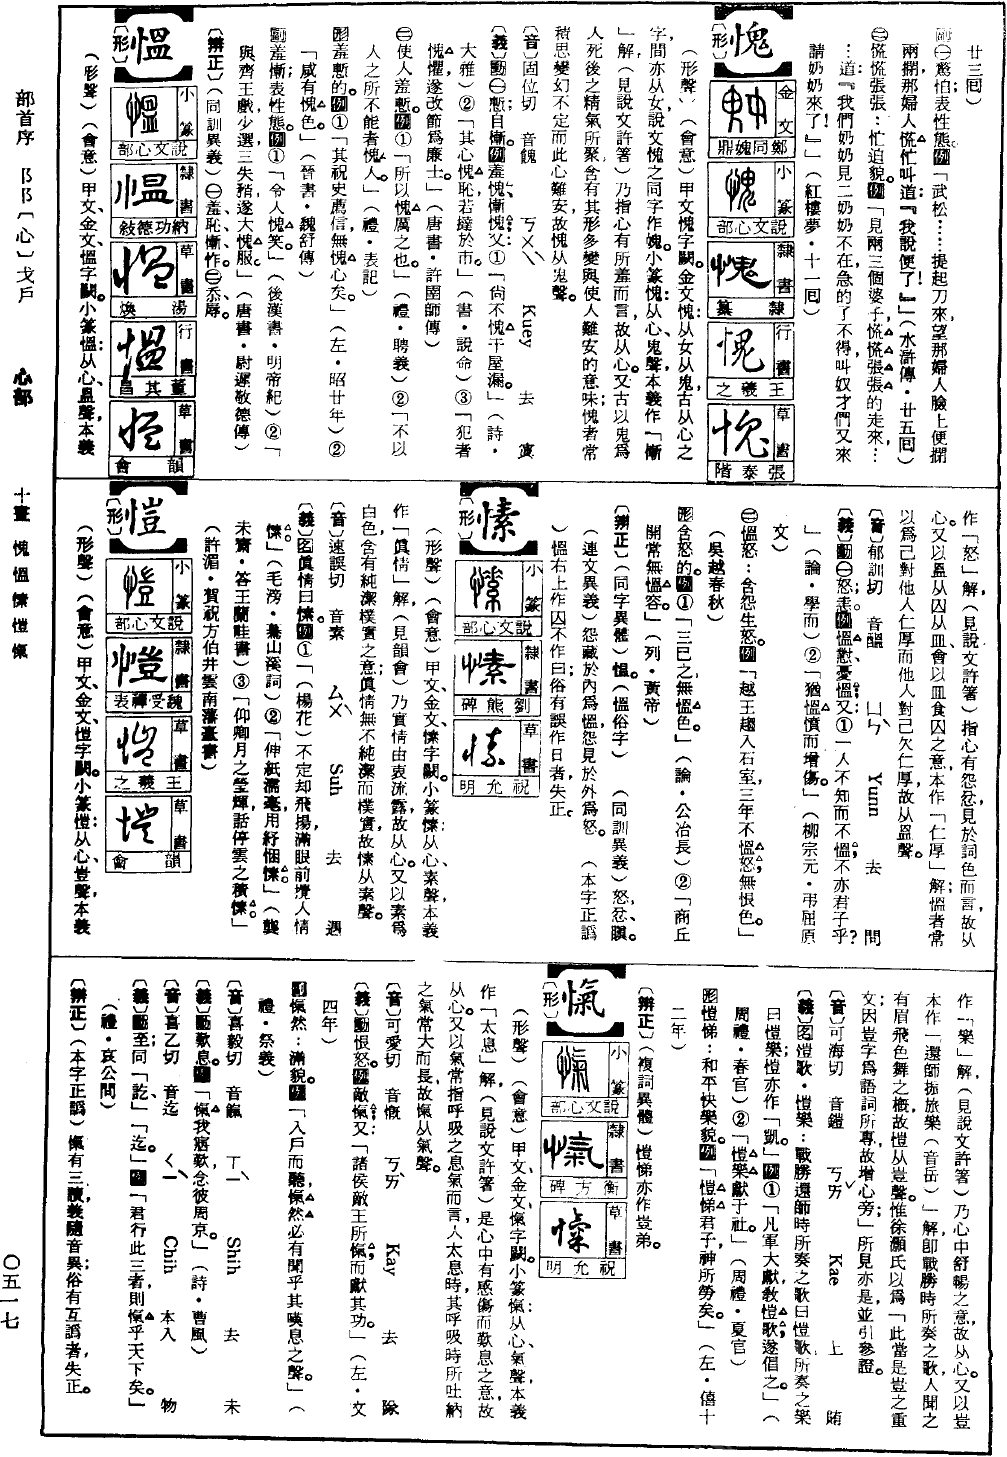 廿三囘)
怕表性態。例「武松……提起刀來,望那婦人臉上便搠
兩搠,那婦人慌忙叫道:『我說便了!』」(水滸傳・廿五囘)
㊁慌慌張張:忙迫貌。例「見兩三個婆子,慌慌張張的走來…
…道:『我們奶奶見二奶奶不在,急的了不得,叫奴才們又來
請奶奶來了!』」(紅樓夢・十一囘)
愧
〔形〕
金文 鄭同媿鼎
小篆 說文心部
隸書 隸篆
行書 王羲之
草書 張泰階
(形聲)(會意)甲文愧字闕。金文愧:从女从鬼,古从心之
字間亦从女,說文愧之同字作媿。小篆愧:从心、鬼聲,本義作「慚
」解(見說文許箸)乃指心有所羞而言,故从心。又古以鬼爲
人死後之精氣所聚,含有其形多變與使人難安的意味,愧者常
積思變幻不定而此心難安,故愧从鬼聲。
〔音〕固位切 音餽 ㄎㄨㄟˋ Kuey 去 寘
〔義〕動㊀慙曰慚。例羞愧、慚愧;又①「尚不愧于屋漏。」(詩・
大雅)②「其心愧恥,若撻於市。」(書・說命)③「犯者
愧懼,遂改節爲廉士。」(唐書・許圉師傳)
㊁使人羞慙。例①「所以愧厲之也。」(禮・聘義)②「不以
人之所不能者愧人。」(禮・表記)
形羞慙的。例①「其祝史薦信,無愧心矣。」(左・昭廿年)②
「咸有愧色。」(晉書・魏舒傳)
副羞慚;表性態。例①「令人愧笑。」(後漢書・明帝紀)②「
與齊王戲,少選,三失矟,遂大愧服。」(唐書・尉遲敬德傳)
〔辨正〕(同訓異義)㊀羞、恥、慚、怍。㊁忝、辱。
慍
〔形〕
小篆 說文心部
隸書 納功德敍
草書 湯煥
行書 董其昌
草書 韻會
(形聲)(會意)甲文、金文慍字闕。小篆慍:从心、𥁕聲,本義
作「怒」解(見說文許箸)指心有怨忿見於詞色而言,故从
心。又以𥁕从囚从皿會以皿食囚之意,本作「仁厚」解;慍者常
以爲己對他人仁厚而他人對己欠仁厚,故从𥁕聲。
〔音〕郁訓切 音醞 ㄩㄣˋ Yunn 去 問
〔義〕動㊀怒;恚。例慍懟、憂慍;又①「人不知而不慍,不亦君子乎?
」(論・學而)②「猶慍憤而增傷。」(柳宗元・弔屈原
文)
㊁慍怒:含怨生怒。例「越王趨入石室,三年不慍怒,無恨色。」
(吳越春秋)
形含怒的。例①「三已之,無慍色。」(論・公冶長)②「商丘
開常無慍容。」(列・黃帝)
〔辨正〕(同字異體)慍。(慍俗字)(同訓異義)怒、忿、瞋。
(連文異義)怨藏於內爲慍,怨見於外爲怒。(本字正譌
)慍右上作囚不作日;俗有誤作日者,失正。
愫
〔形〕
小篆 說文心部
隸書 劉熊碑
草書 祝允明
(形聲)(會意)甲文、金文愫字闕。小篆愫:从心、素聲,本義
作「眞情」解,(見韻會)乃實情由衷流露,故从心。又以素爲
白色,含有純潔樸實之意,眞情無不純潔而樸實,故愫从素聲。
〔音〕速誤切 音素 ㄙㄨˋ Suh 去 遇
〔義〕名眞情曰愫。例①「(楊花)不定却飛揚,滿眼前攪人情
愫。」(毛滂・驀山溪詞)②「伸紙濡毫,用紓悃愫。」(龔
未齋・答王蘭畦書)③「仰卿月之瑩輝,話停雲之積愫。」
(許湄・賀祝方伯井雲南藩臺書)
愷
〔形〕
小篆 說文心部
隸書 魏受禪表
草書 王羲之
草書 韻會
(形聲)(會意)甲文、金文愷字闕。小篆愷:从心、豈聲,本義
作「樂」解,(見說文許箸)乃心中舒暢之意,故从心。又以豈
本作「還師振旅樂(音岳)」解,卽戰勝時所奏之歌,人聞之
有眉飛色舞之槪,故愷从豈聲。惟徐灝氏以爲「此當是豈之重
文,因豈字爲語詞所專,故增心旁」所見亦是,並引參證。
〔音〕可海切 音鎧 ㄎㄞˇ Kae 上 賄
〔義〕名愷歌,愷樂:戰勝還師時所奏之歌曰愷歌,所奏之樂
曰愷樂;愷亦作「凱」。例①「凡軍大獻,敎愷歌,遂倡之。」(
周禮・春官)②「愷樂獻于社。」(周禮・夏官)
形愷悌:和平快樂貌。例「愷悌君子,神所勞矣。」(左・僖十
二年)
〔辨正〕(複詞異體)愷悌亦作豈弟。
愾
〔形〕
小篆 說文心部
隸書 衡方碑
草書 祝允明
(形聲)(會意)甲文、金文愾字闕。小篆愾:从心、氣聲,本義
作「太息」解,(見說文許箸)是心中有感傷而歎息之意,故
从心。又以氣常指呼吸之息氣而言,人太息時,其呼吸時所吐納
之氣常大而長,故愾从氣聲。
〔音〕可愛切 音慨 ㄎㄞˋ Kay 去 隊
〔義〕動恨怒。例敵愾;又「諸侯敵王所愾,而獻其功。」(左・文
四年)
副愾然:滿貌。例「入戶而聽,愾然必有聞乎其嘆息之聲。」(
禮・祭義)
〔音〕喜毅切 音餼 ㄒㄧˋ Shih 去 未
〔義〕動歎息。例「愾我寤歎,念彼周京。」(詩・曹風)
〔音〕喜乙切 音迄 ㄑㄧˋ Chih 本入 物
〔義〕動至;同「訖」「迄」。例「君行此三者,則愾乎天下矣。」
(禮・哀公問)
〔辨正〕(本字正譌)愾有三讀,義隨音異;俗有互譌者,失正。
部首序 阝阝〔心〕戈戶 心部 十畫 愧慍愫愷愾 〇五一七